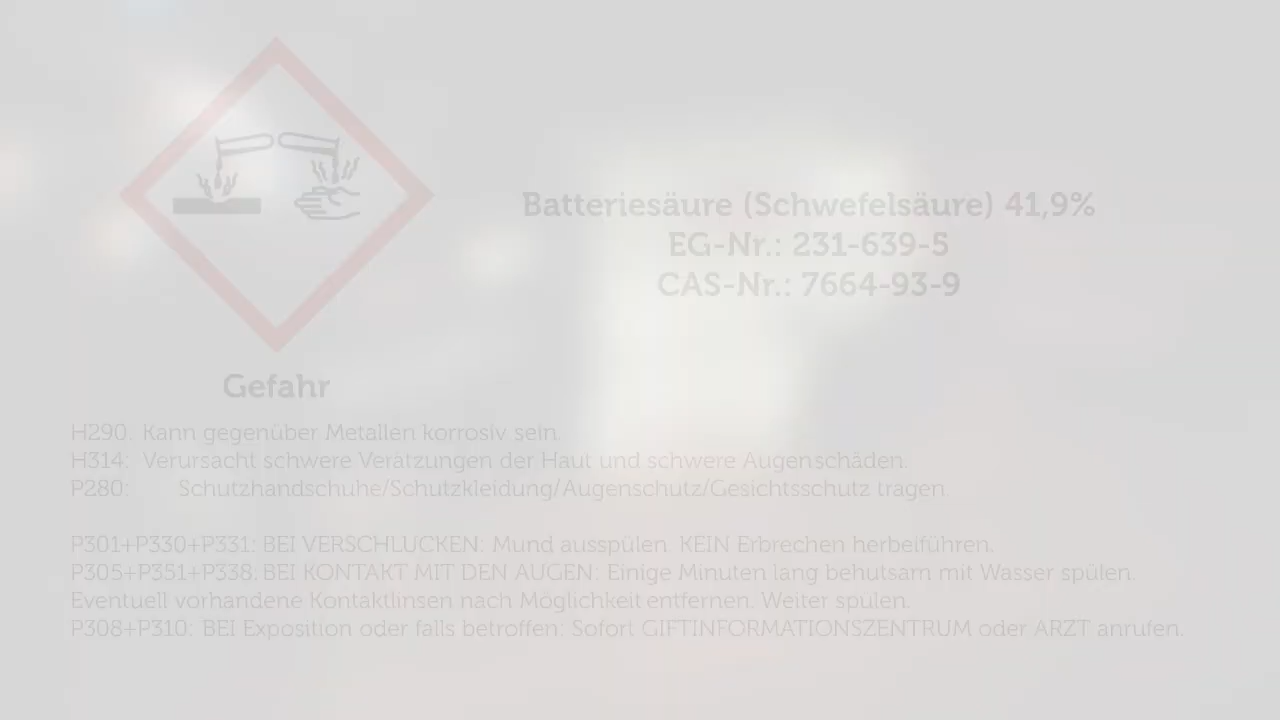 Batteriesäure (Schwefelsäure) 41,9%
EG-Nr.: 231-639-5
CAS-Nr.: 7664-93-9
Gefahr
H290: Kann gegenüber Metallen korrosiv sein.
H314: Verursacht schwere Verätzungen der Haut und schwere Augenschäden.
P280: Schutzhandschuhe/Schutzkleidung/Augenschutz/Gesichtsschutz tragen.
P301+P330+P331: BEI VERSCHLUCKEN: Mund ausspülen. KEIN Erbrechen herbeiführen.
P305+P351+P338: BEI KONTAKT MIT DEN AUGEN: Einige Minuten lang behutsam mit Wasser spülen.
Eventuell vorhandene Kontaktlinsen nach Möglichkeit entfernen. Weiter spülen.
P308+P310: BEI Exposition oder falls betroffen: Sofort GIFTINFORMATIONSZENTRUM oder ARZT anrufen.